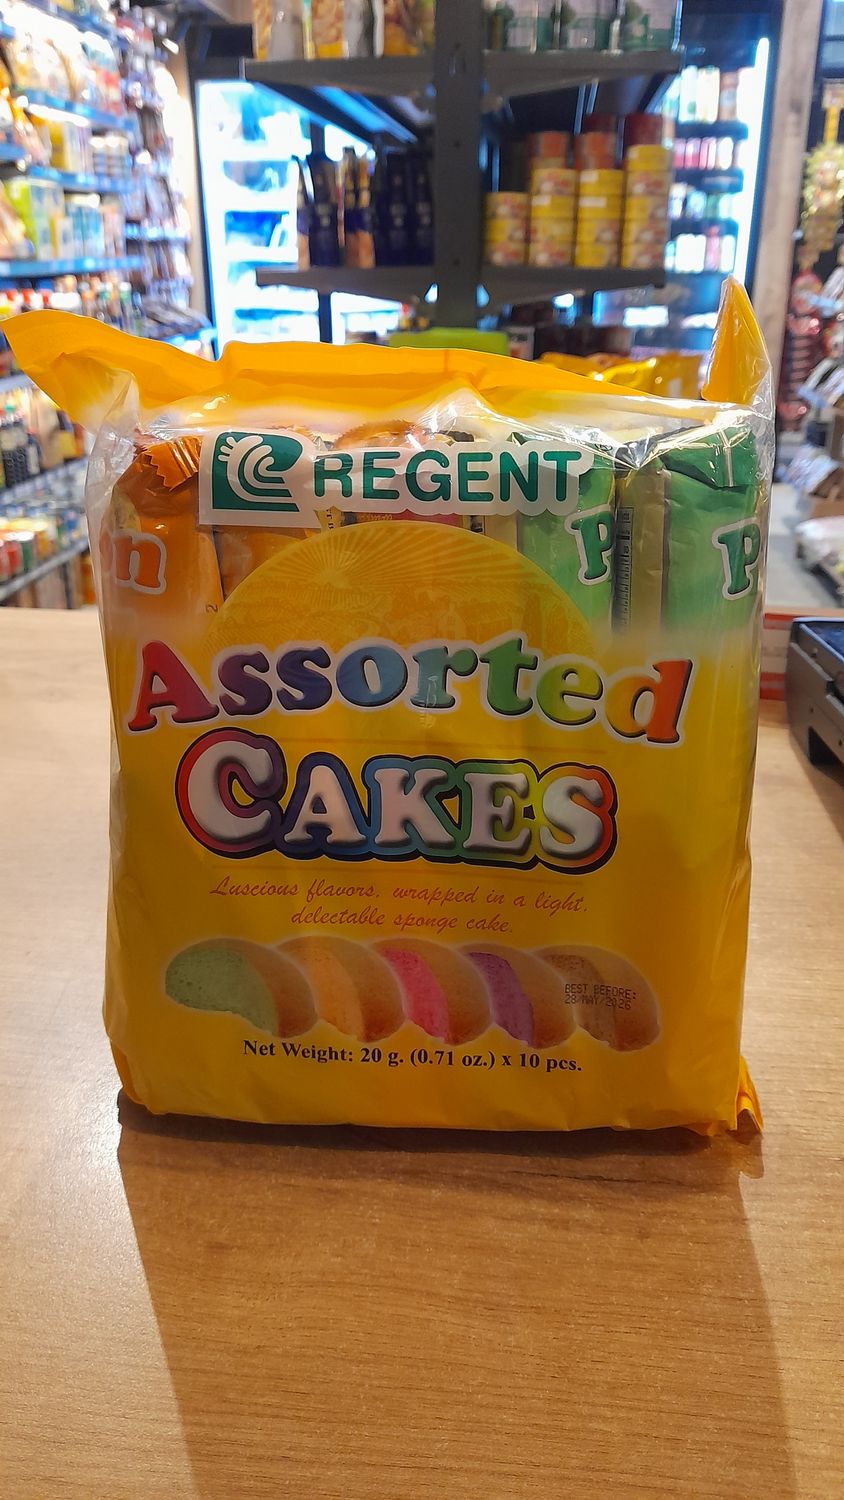 REGENT
n
P
P
Assorted
CAKES
Luscious flavors, wrapped in a light,
delectable sponge cake.
BEST BEFORE:
28/MAY/2026
Net Weight: 20 g. (0.71 oz.) x 10 pcs.